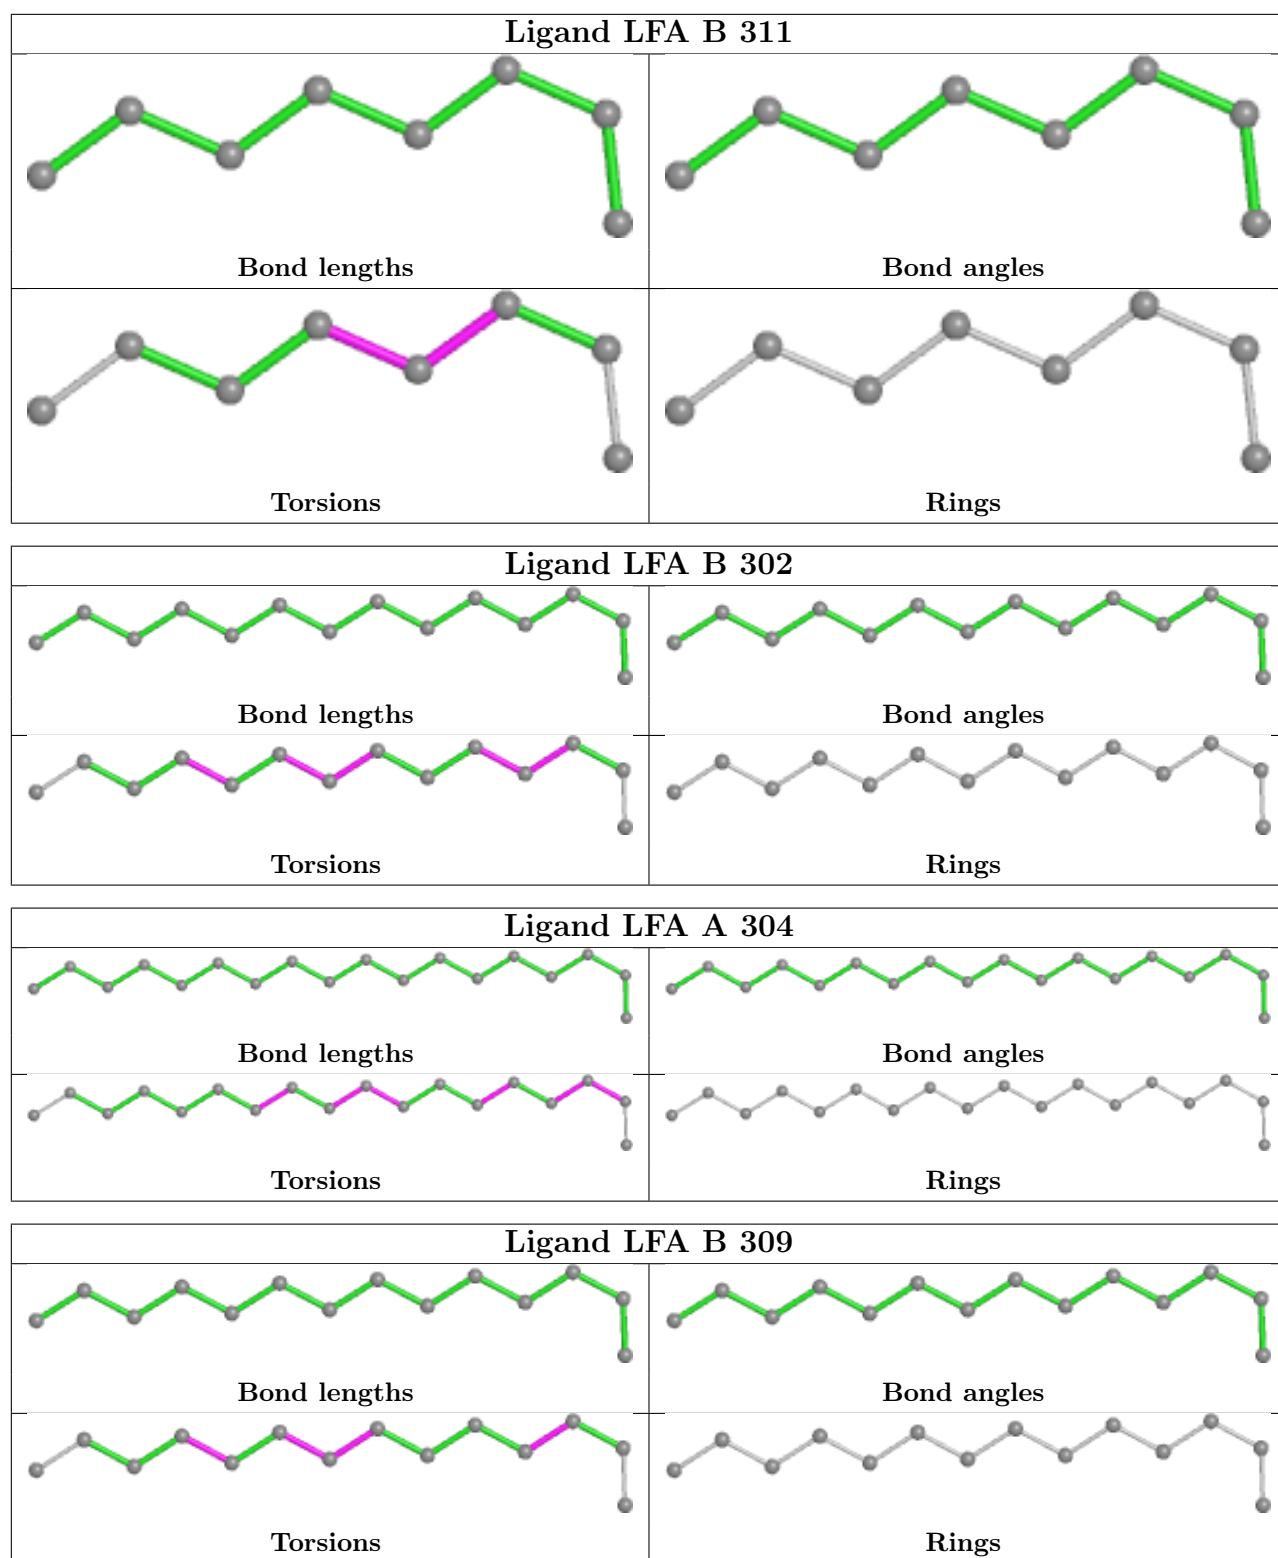 Ligand LFA B 311
Bond lengths Bond angles
Torsions Rings
Ligand LFA B 302
Bond lengths Bond angles
Torsions Rings
Ligand LFA A 304
Bond lengths Bond angles
Torsions Rings
Ligand LFA B 309
Bond lengths Bond angles
Torsions Rings